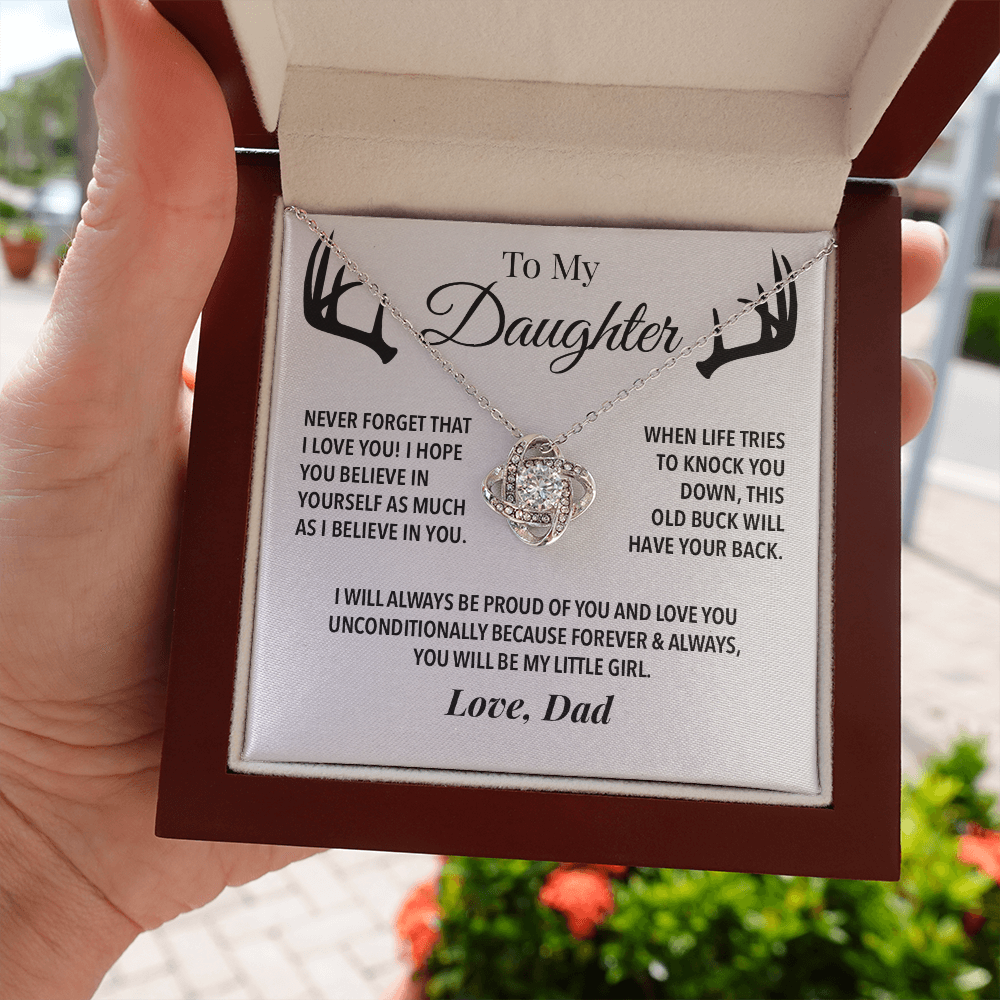 To My
Daughter
NEVER FORGET THAT
I LOVE YOU! I HOPE
YOU BELIEVE IN
YOURSELF AS MUCH
AS I BELIEVE IN YOU.
WHEN LIFE TRIES
TO KNOCK YOU
DOWN, THIS
OLD BUCK WILL
HAVE YOUR BACK.
I WILL ALWAYS BE PROUD OF YOU AND LOVE YOU
UNCONDITIONALLY BECAUSE FOREVER & ALWAYS,
YOU WILL BE MY LITTLE GIRL.
Love, Dad